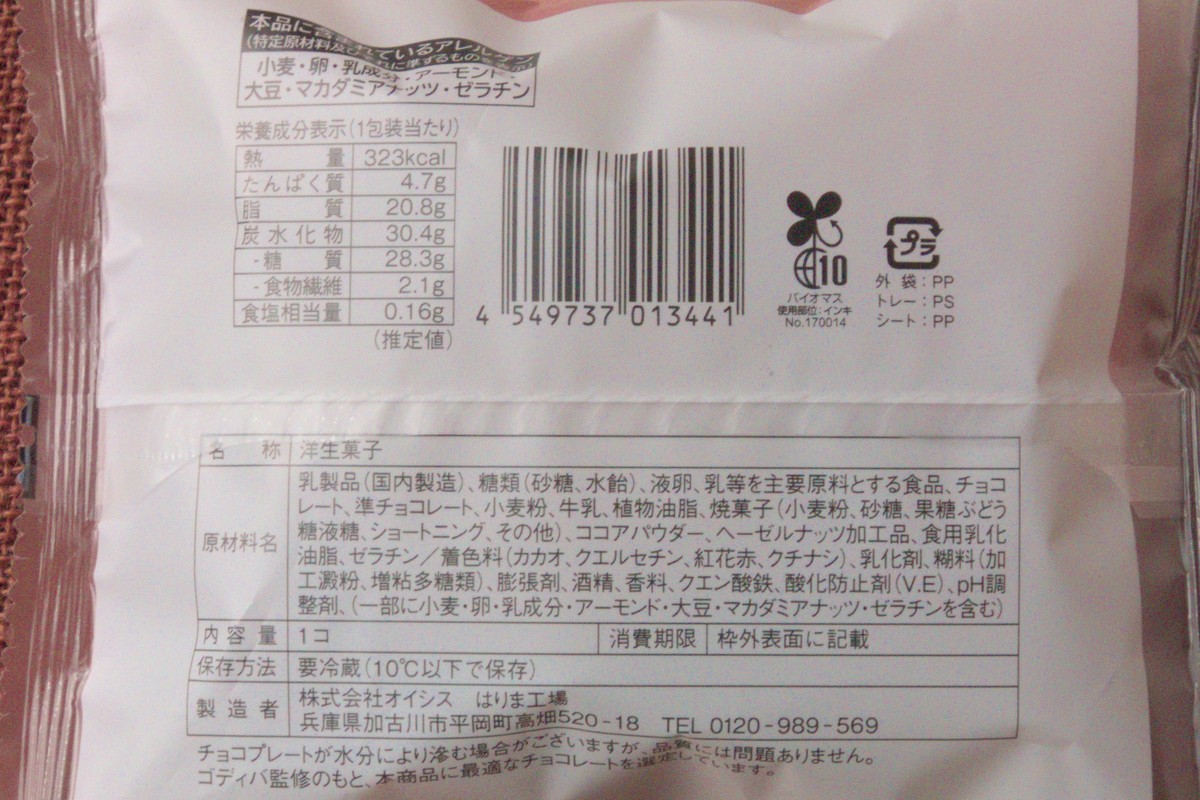 本品に含まれているアレルゲン
(特定原材料及びそれに準ずるもの
小麦・卵・乳成分・アーモンド・
大豆・マカダミアナッツ・ゼラチン
栄養成分表示(1包装当たり)
熱量 323kcal
たんぱく質 4.7g
脂質 20.8g
炭水化物 30.4g
-糖質 28.3g
-食物繊維 2.1g
食塩相当量 0.16g
(推定値)
4 549737 013441
10
バイオマス
使用部位:インキ
No.170014
プラ
外袋:PP
トレー:PS
シート:PP
名称 洋生菓子
原材料名 乳製品(国内製造)、糖類(砂糖、水飴)、液卵、乳等を主要原料とする食品、チョコ
レート、準チョコレート、小麦粉、牛乳、植物油脂、焼菓子(小麦粉、砂糖、果糖ぶどう
糖液糖、ショートニング、その他)、ココアパウダー、ヘーゼルナッツ加工品、食用乳化
油脂、ゼラチン/着色料(カカオ、クエルセチン、紅花赤、クチナシ)、乳化剤、糊料(加
工澱粉、増粘多糖類)、膨張剤、酒精、香料、クエン酸鉄、酸化防止剤(V.E)、pH調
整剤、(一部に小麦・卵・乳成分・アーモンド・大豆・マカダミアナッツ・ゼラチンを含む)
内容量 1コ 消費期限 枠外表面に記載
保存方法 要冷蔵(10℃以下で保存)
製造者 株式会社オイシス はりま工場
兵庫県加古川市平岡町高畑520-18 TEL 0120-989-569
チョコプレートが水分により滲む場合がございますが、品質には問題ありません。
ゴディバ監修のもと、本商品に最適なチョコレートを選定しています。